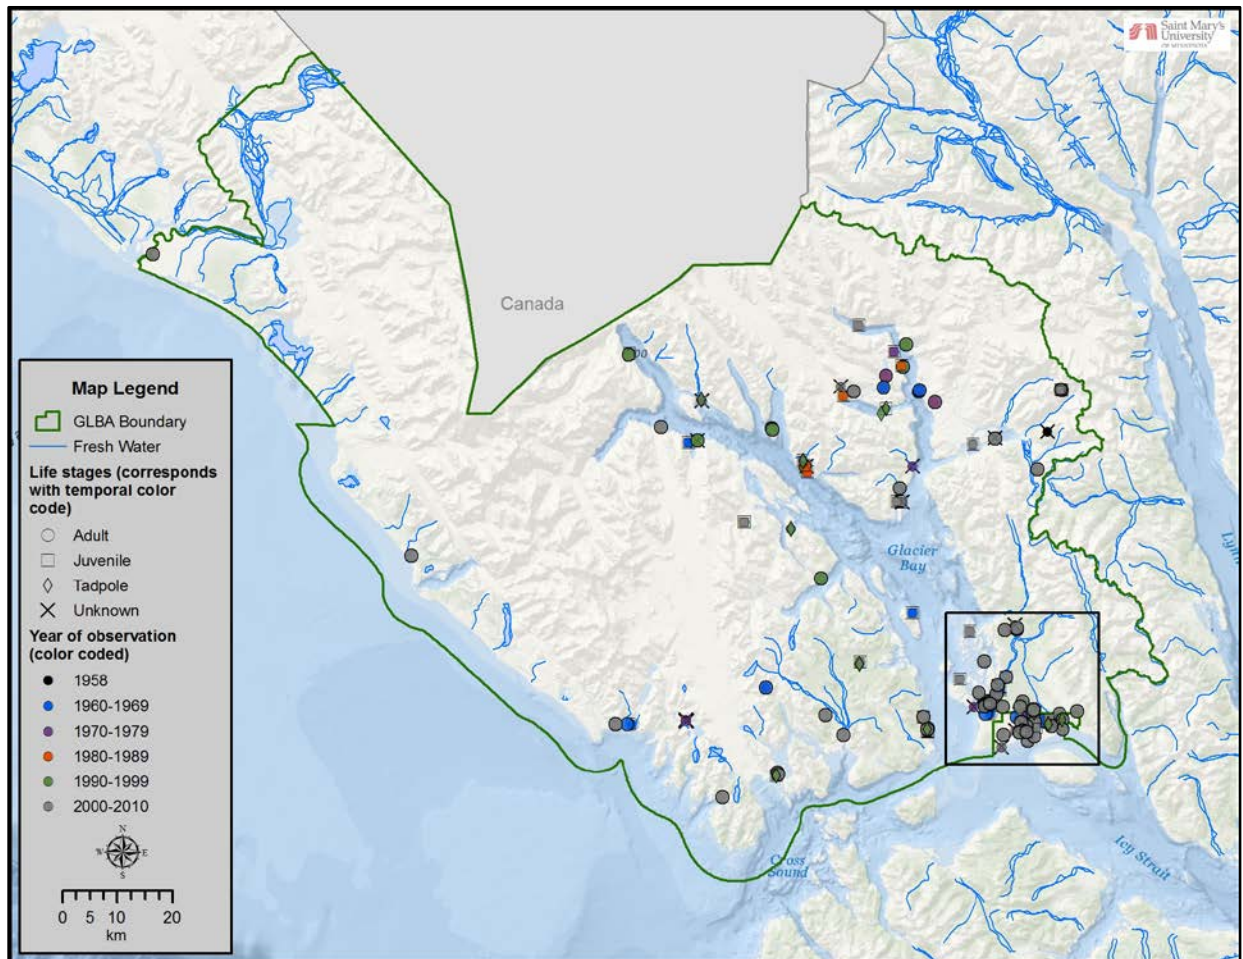 Saint Mary's
University
OF MINNESOTA
Canada
Glacier
Bay
Cross
Sound
Icy Strait
Map Legend
GLBA Boundary
Fresh Water
Life stages (corresponds
with temporal color
code)
Adult
Juvenile
Tadpole
Unknown
Year of observation
(color coded)
1958
1960-1969
1970-1979
1980-1989
1990-1999
2000-2010
N
W E
S
0 5 10 20
km